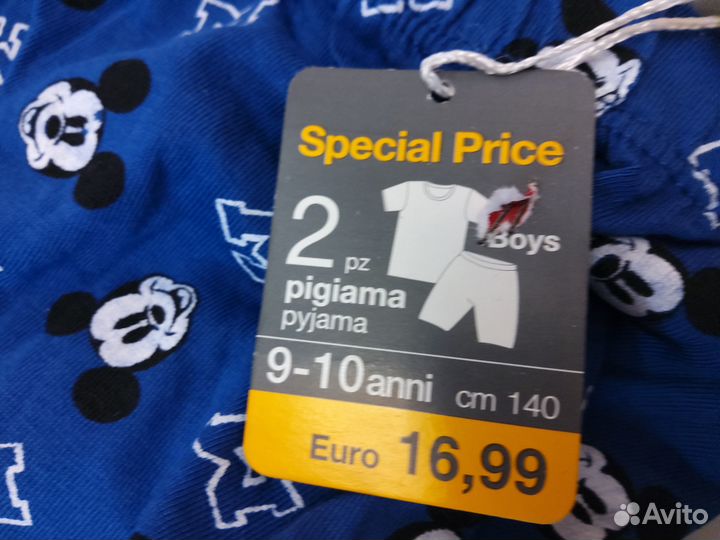 Special Price
2 pz
Boys
pigiama
pyjama
9-10 anni cm 140
Euro 16,99
Avito